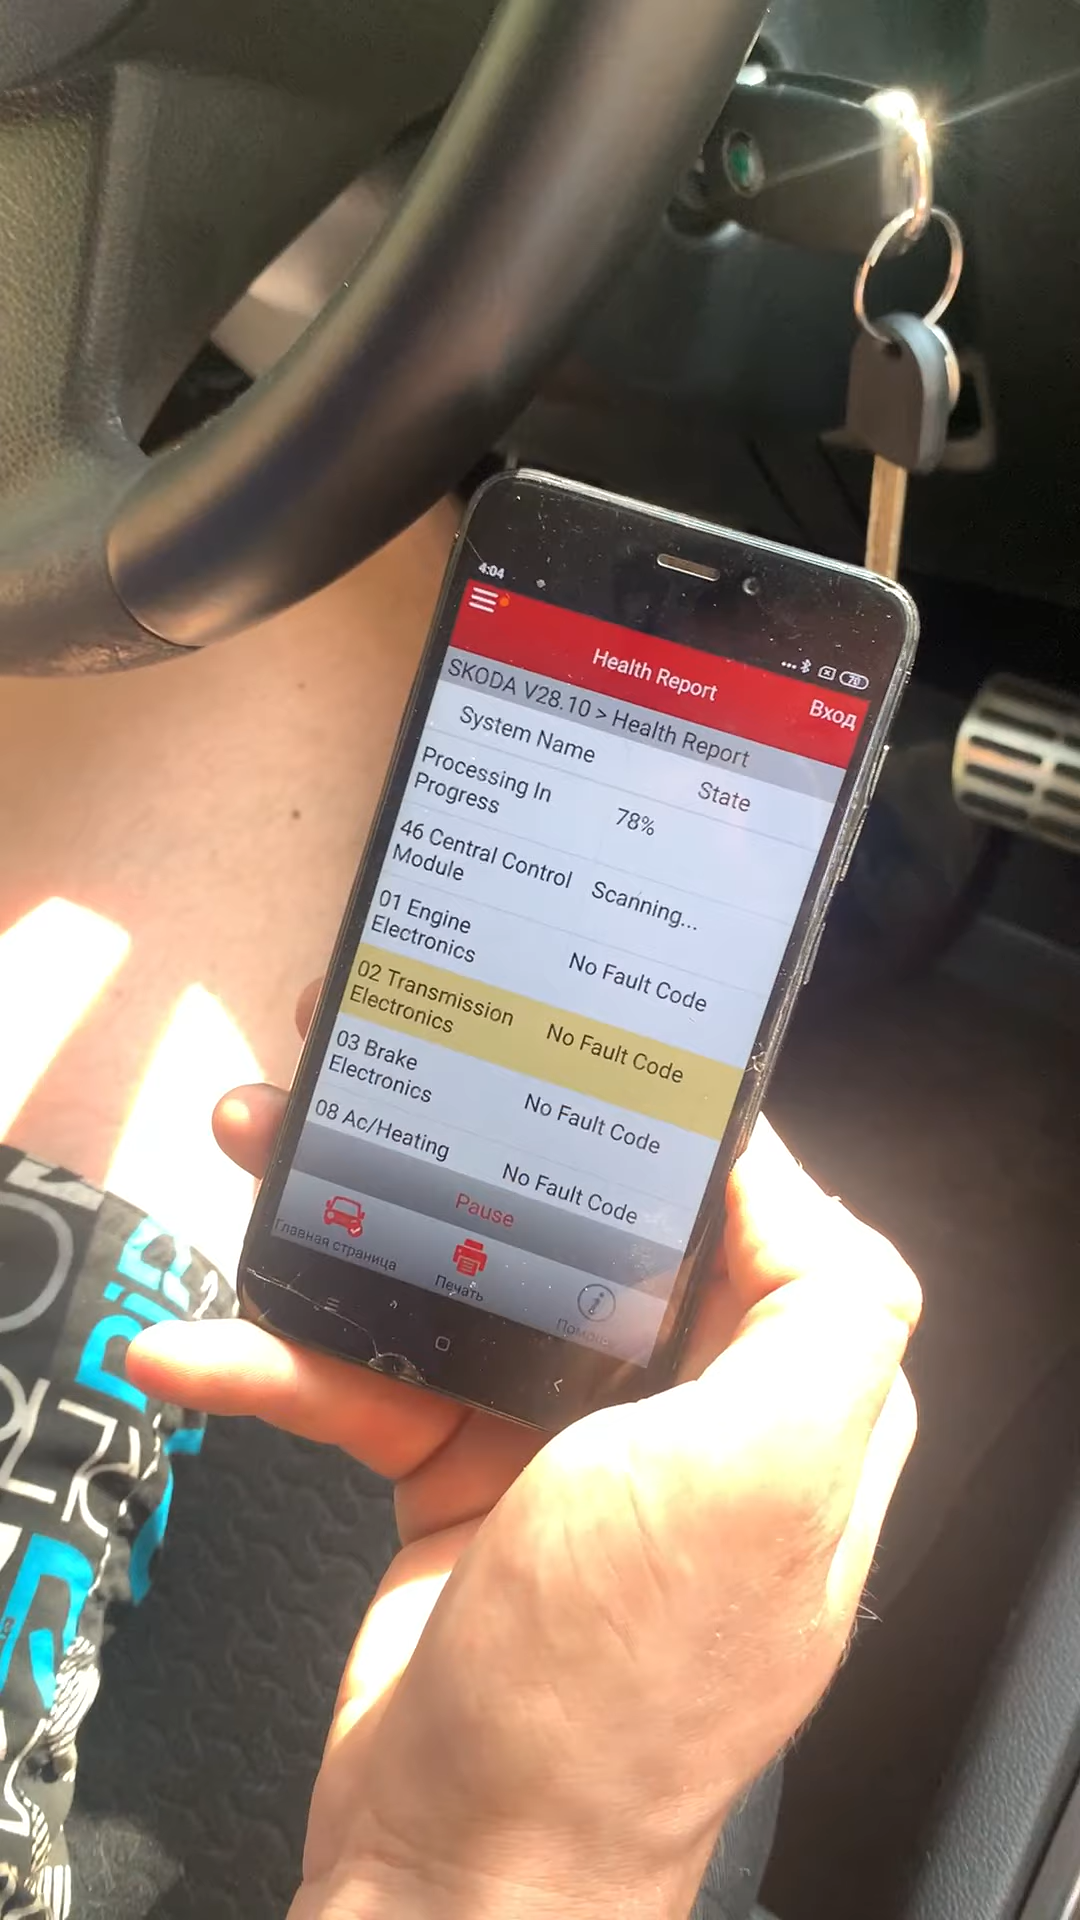 4:04
70
Health Report
Вход
SKODA V28.10 > Health Report
System Name
State
Processing In
Progress
78%
46 Central Control
Module
Scanning...
01 Engine
Electronics
No Fault Code
02 Transmission
Electronics
No Fault Code
03 Brake
Electronics
No Fault Code
08 Ac/Heating
No Fault Code
Pause
Главная страница
Печать